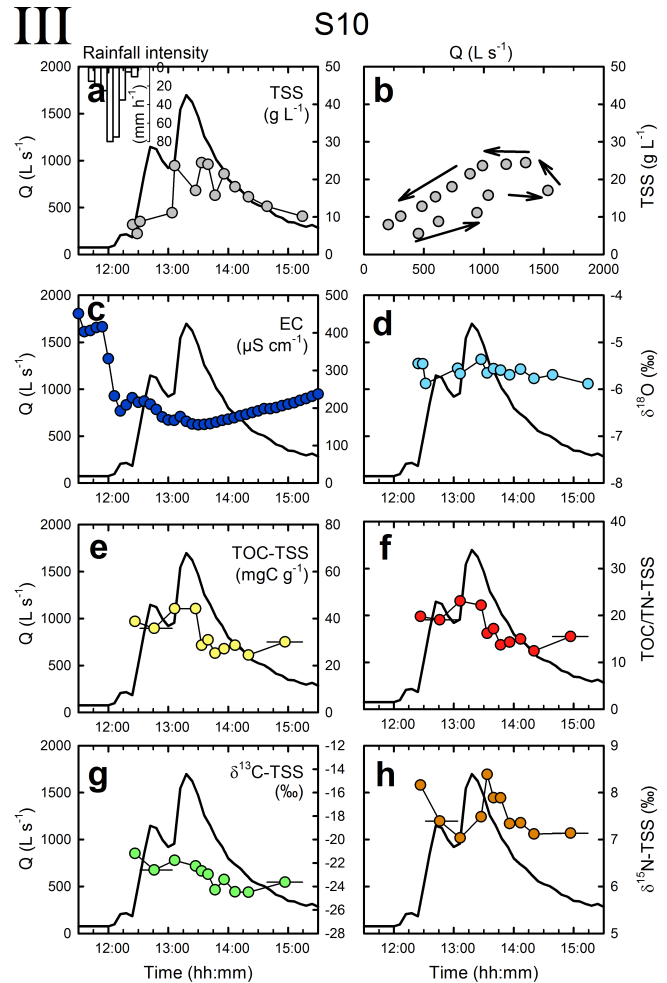 III
S10
Rainfall intensity
Q (L s⁻¹)
2000 0 50 50
a TSS b
(g L⁻¹)
20
1500 40 40
40
(mm h⁻¹)
60
1000 80 30 30
Q (L s⁻¹) TSS (g L⁻¹)
500 20 20
10 10
0 0 0
12:00 13:00 14:00 15:00 0 500 1000 1500 2000
2000 500 -4
c EC d
(µS cm⁻¹)
1500 400 -5
Q (L s⁻¹) δ¹⁸O (‰)
1000 300 -6
200
500 100 -7
0 0 -8
12:00 13:00 14:00 15:00 12:00 13:00 14:00 15:00
2000 80 40
e TOC-TSS f
(mgC g⁻¹)
1500 60 30
Q (L s⁻¹) TOC/TN-TSS
1000 40 20
500 20 10
0 0 0
12:00 13:00 14:00 15:00 12:00 13:00 14:00 15:00
2000 -12 9
g δ¹³C-TSS h
(‰)
-14
1500 -16 8
-18
Q (L s⁻¹) δ¹⁵N-TSS (‰)
1000 -20 7
-22
500 -24 6
-26
0 -28 5
12:00 13:00 14:00 15:00 12:00 13:00 14:00 15:00
Time (hh:mm) Time (hh:mm)